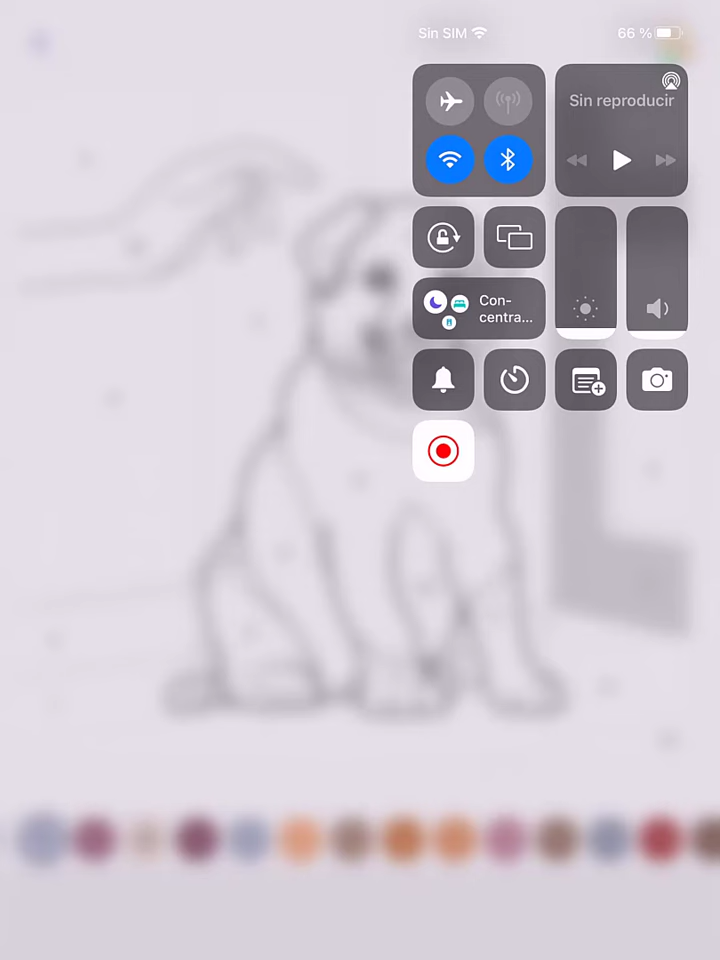 Sin SIM
66 %
Sin reproducir
Con-
centra...